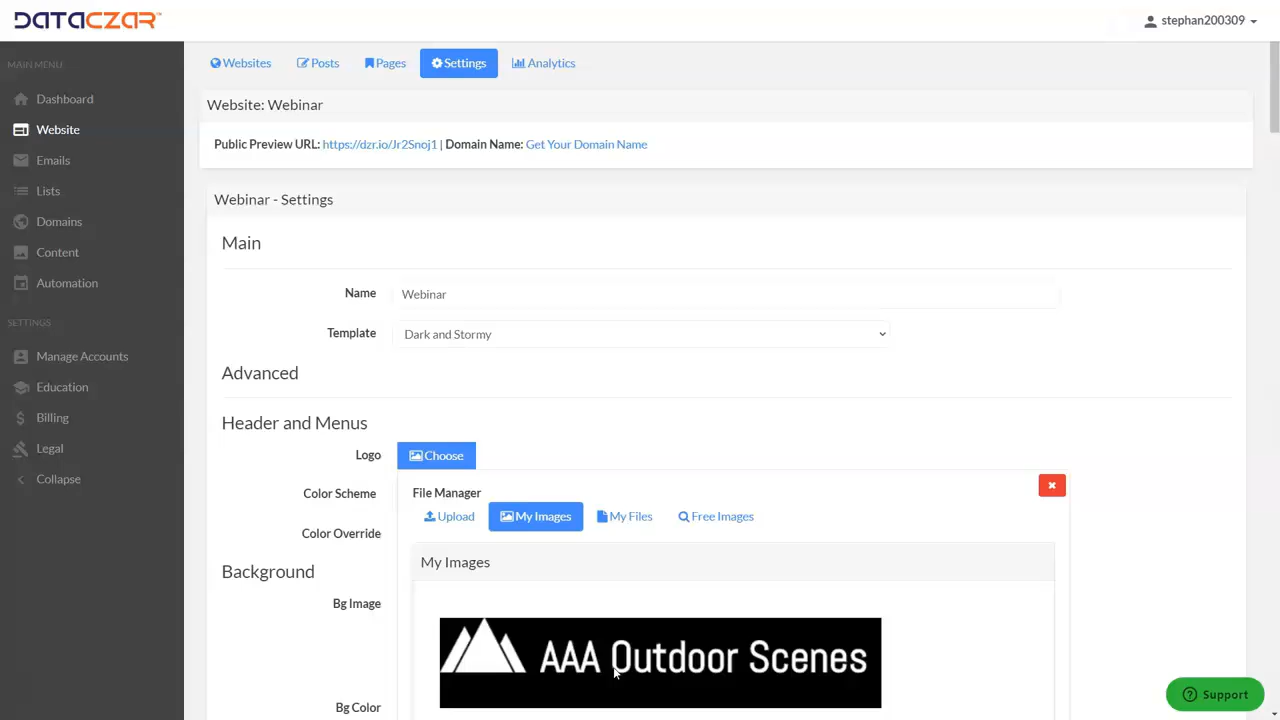 DATACZAR
stephan200309
MAIN MENU
Dashboard
Website
Emails
Lists
Domains
Content
Automation
SETTINGS
Manage Accounts
Education
Billing
Legal
Collapse
Websites Posts Pages Settings Analytics
Website: Webinar
Public Preview URL: https://dzr.io/Jr2Snoj1 | Domain Name: Get Your Domain Name
Webinar - Settings
Main
Name Webinar
Template Dark and Stormy
Advanced
Header and Menus
Logo Choose
Color Scheme
File Manager
Upload My Images My Files Free Images
Color Override
My Images
Background
Bg Image
AAA Outdoor Scenes
Bg Color
Support